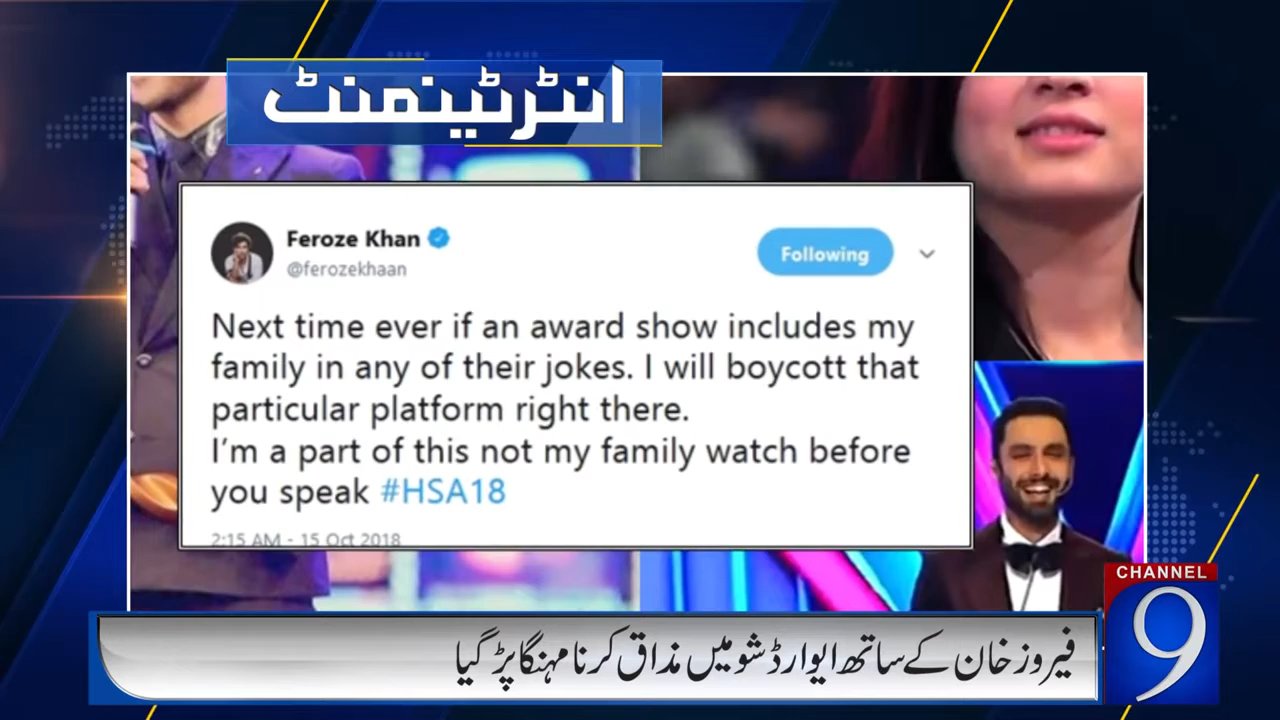 انٹرٹینمنٹ
Feroze Khan
@ferozekhaan
Following
Next time ever if an award show includes my
family in any of their jokes. I will boycott that
particular platform right there.
I'm a part of this not my family watch before
you speak #HSA18
2:15 AM - 15 Oct 2018
CHANNEL
9
فیروز خان کے ساتھ ایوارڈ شو میں مذاق کرنا مہنگا پڑ گیا